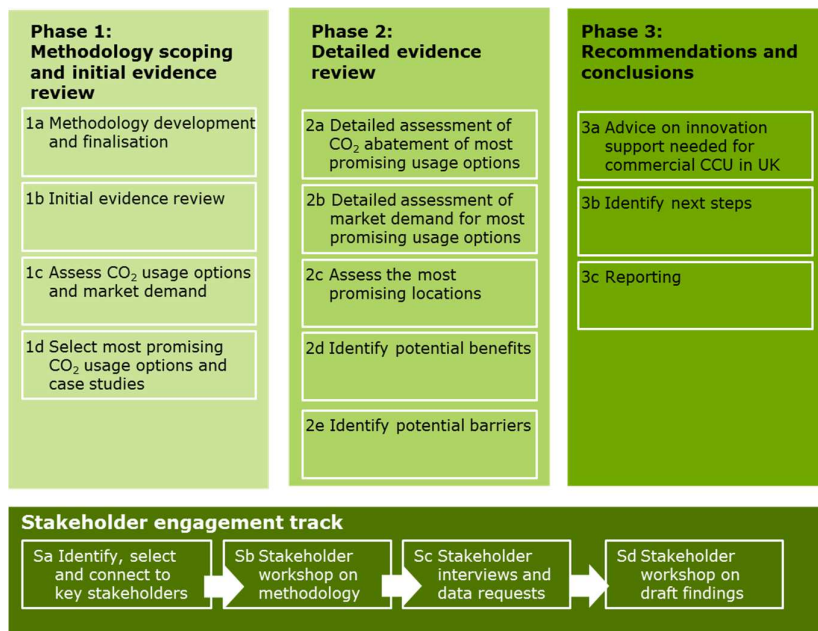 Phase 1:
Methodology scoping
and initial evidence
review
1a Methodology development
and finalisation
1b Initial evidence review
1c Assess CO₂ usage options
and market demand
1d Select most promising
CO₂ usage options and
case studies
Phase 2:
Detailed evidence
review
2a Detailed assessment of
CO₂ abatement of most
promising usage options
2b Detailed assessment of
market demand for most
promising usage options
2c Assess the most
promising locations
2d Identify potential benefits
2e Identify potential barriers
Phase 3:
Recommendations and
conclusions
3a Advice on innovation
support needed for
commercial CCU in UK
3b Identify next steps
3c Reporting
Stakeholder engagement track
Sa Identify, select
and connect to
key stakeholders
Sb Stakeholder
workshop on
methodology
Sc Stakeholder
interviews and
data requests
Sd Stakeholder
workshop on
draft findings